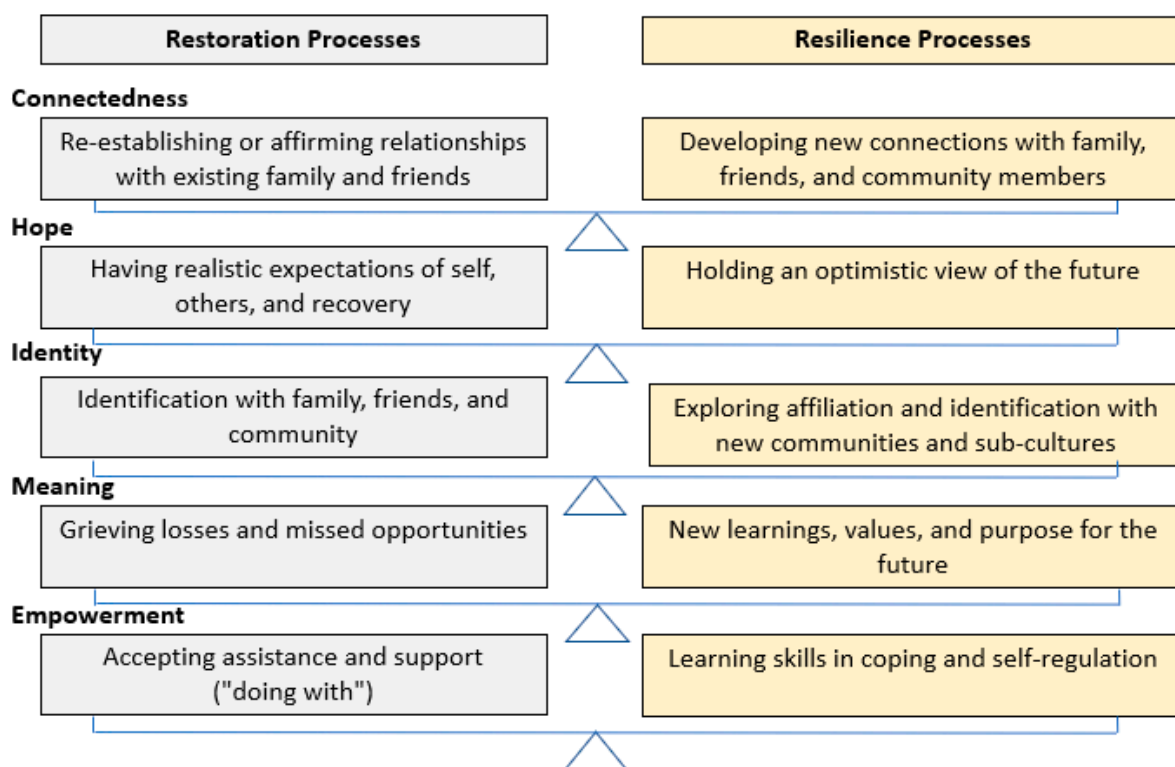 Restoration Processes
Resilience Processes
Connectedness
Re-establishing or affirming relationships
with existing family and friends
Developing new connections with family,
friends, and community members
Hope
Having realistic expectations of self,
others, and recovery
Holding an optimistic view of the future
Identity
Identification with family, friends, and
community
Exploring affiliation and identification with
new communities and sub-cultures
Meaning
Grieving losses and missed opportunities
New learnings, values, and purpose for the
future
Empowerment
Accepting assistance and support
("doing with")
Learning skills in coping and self-regulation